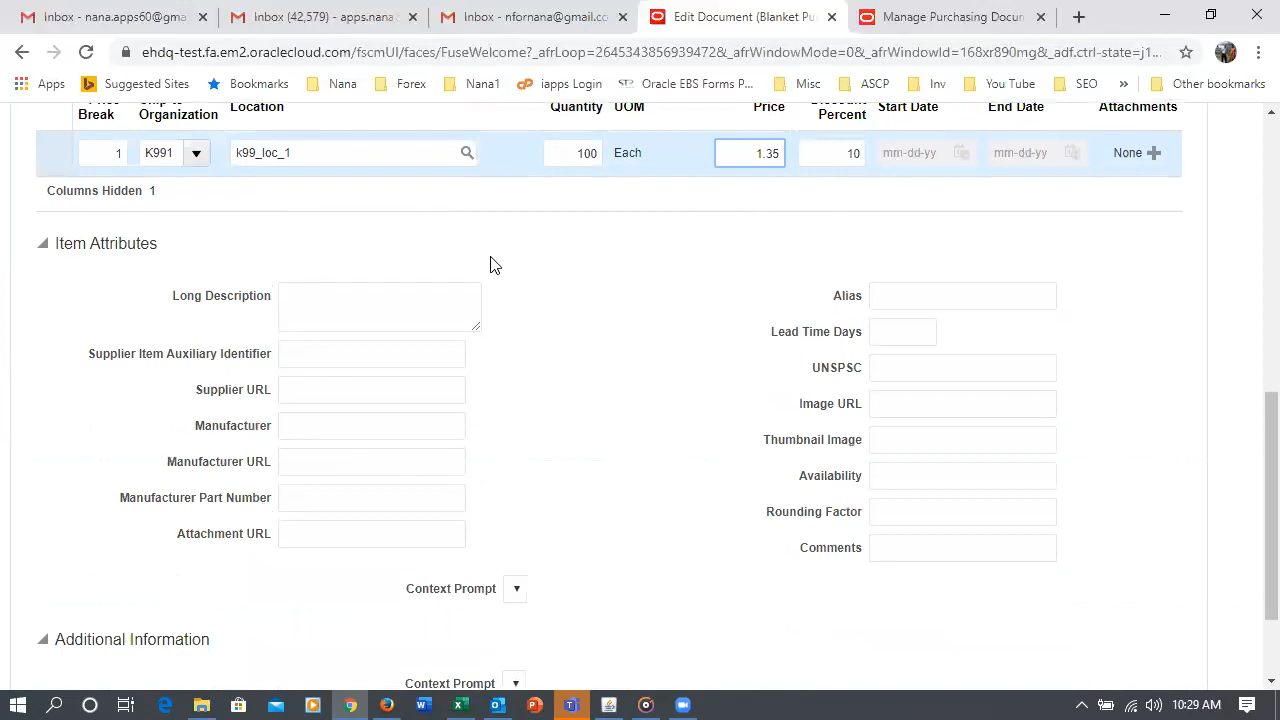 Inbox - nana.apps60@gma
Inbox (42,579) - apps.nana
Inbox - nfornana@gmail.co
Edit Document (Blanket Pu
Manage Purchasing Docu
ehdq-test.fa.em2.oraclecloud.com/fscmUI/faces/FuseWelcome?_afrLoop=264534385693​9472&_afrWindowMode=0&_afrWindowId=168xr890mg&_adf.ctrl-state=j1...
Apps Suggested Sites Bookmarks Nana Forex Nana1 iapps Login Oracle EBS Forms P... Misc ASCP Inv You Tube SEO » Other bookmarks
Break Location Quantity UOM Price Start Date End Date Attachments
Organization Percent
1 K991 k99_loc_1 100 Each 1.35 10 mm-dd-yy mm-dd-yy None
Columns Hidden 1
Item Attributes
Long Description Alias
Lead Time Days
Supplier Item Auxiliary Identifier
UNSPSC
Supplier URL
Image URL
Manufacturer
Thumbnail Image
Manufacturer URL
Availability
Manufacturer Part Number
Rounding Factor
Attachment URL
Comments
Context Prompt
Additional Information
Context Prompt
10:29 AM